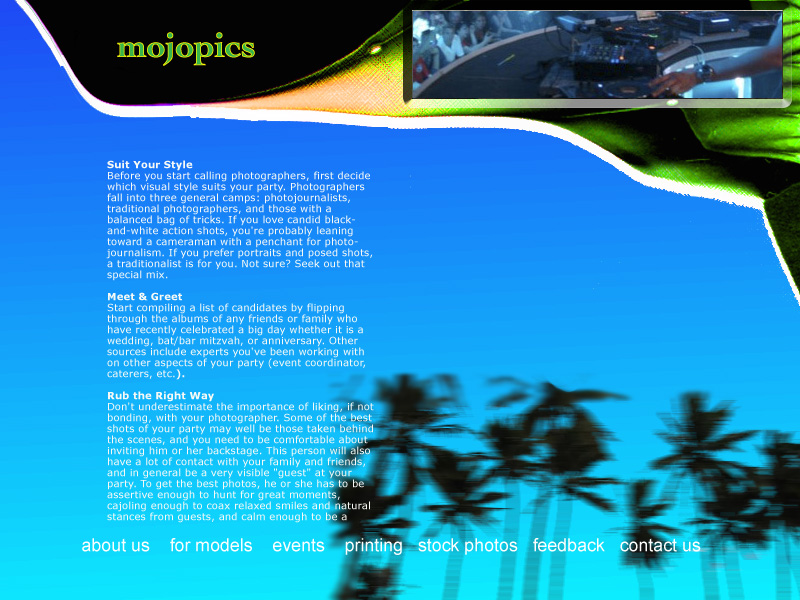 mojopics
Suit Your Style
Before you start calling photographers, first decide
which visual style suits your party. Photographers
fall into three general camps: photojournalists,
traditional photographers, and those with a
balanced bag of tricks. If you love candid black-
and-white action shots, you're probably leaning
toward a cameraman with a penchant for photo-
journalism. If you prefer portraits and posed shots,
a traditionalist is for you. Not sure? Seek out that
special mix.
Meet & Greet
Start compiling a list of candidates by flipping
through the albums of any friends or family who
have recently celebrated a big day whether it is a
wedding, bat/bar mitzvah, or anniversary. Other
sources include experts you've been working with
on other aspects of your party (event coordinator,
caterers, etc.).
Rub the Right Way
Don't underestimate the importance of liking, if not
bonding, with your photographer. Some of the best
shots of your party may well be those taken behind
the scenes, and you need to be comfortable about
inviting him or her backstage. This person will also
have a lot of contact with your family and friends,
and in general be a very visible "guest" at your
party. To get the best photos, he or she has to be
assertive enough to hunt for great moments,
cajoling enough to coax relaxed smiles and natural
stances from guests, and calm enough to be a
about us for models events printing stock photos feedback contact us